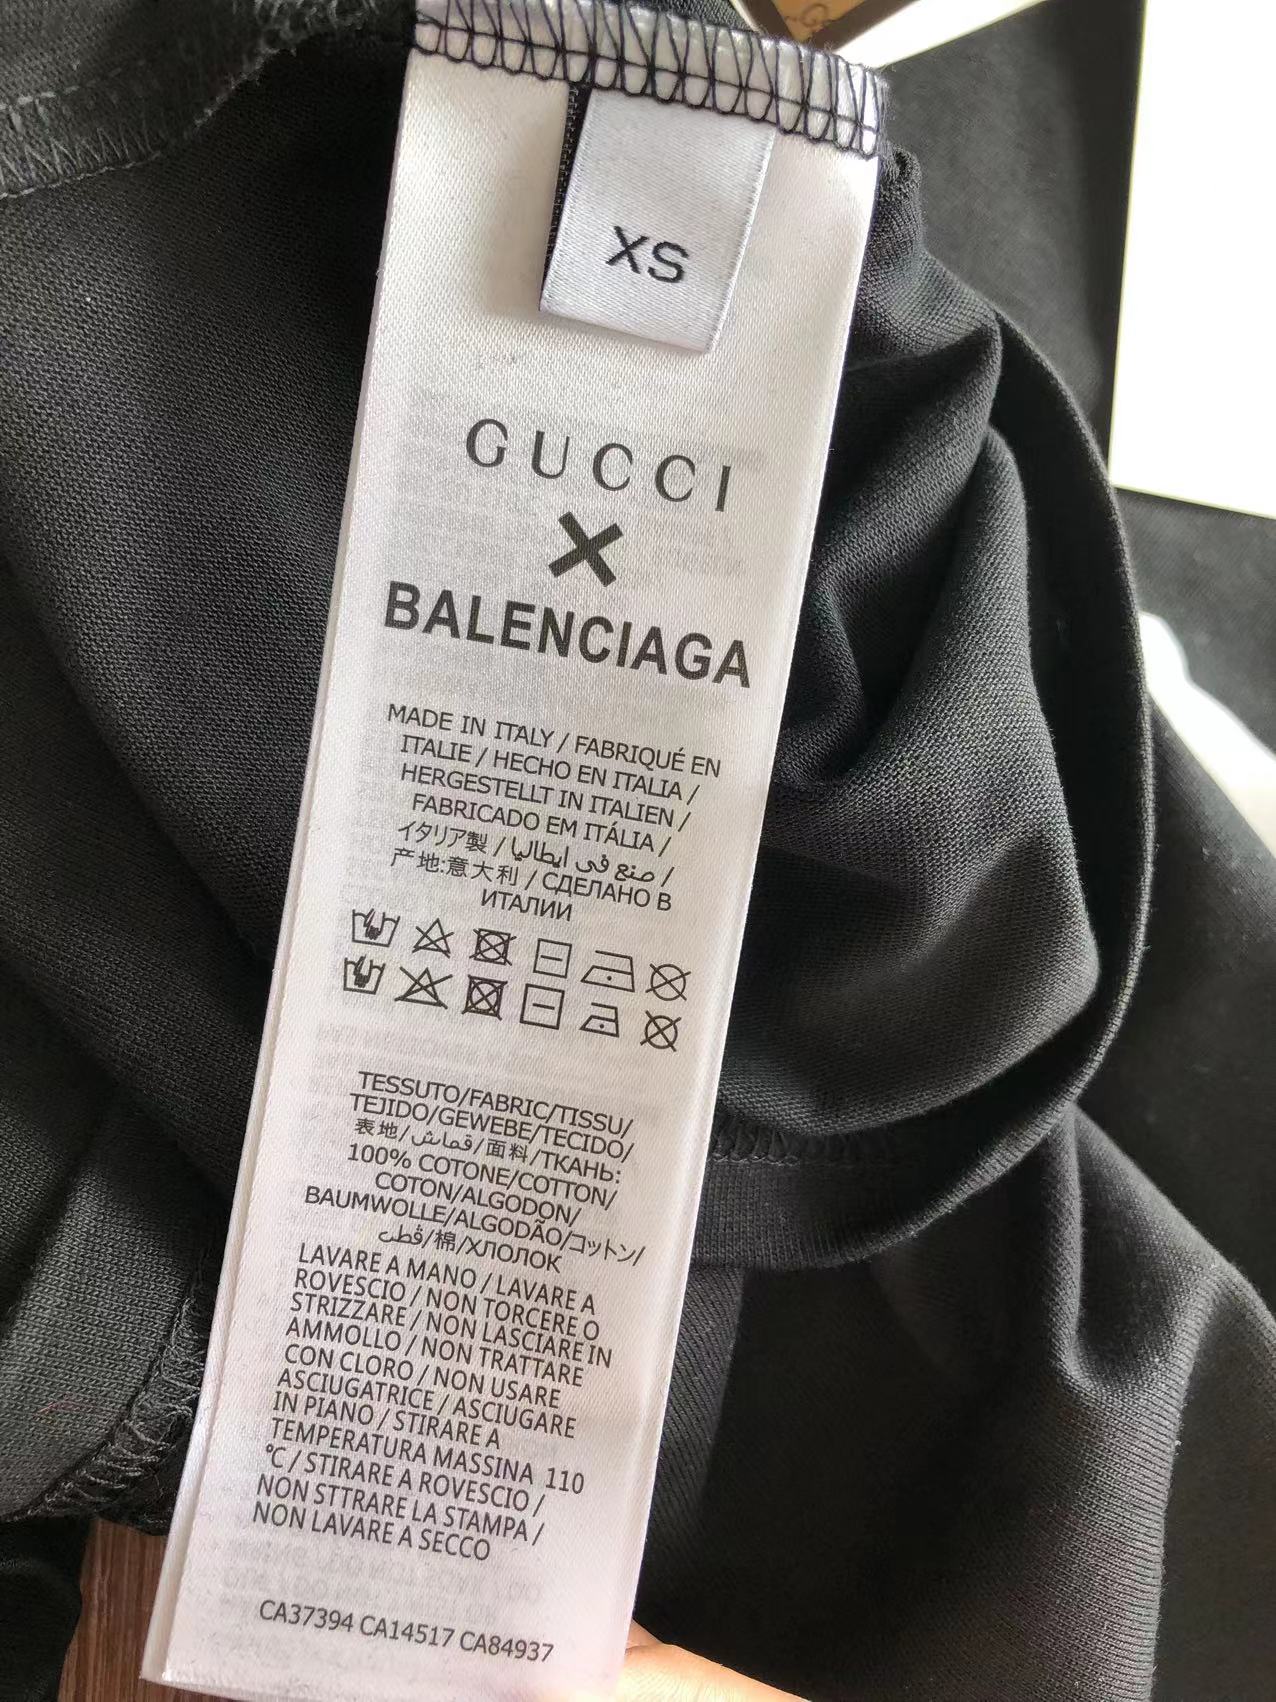 XS
GUCCI
×
BALENCIAGA
MADE IN ITALY / FABRIQUÉ EN
ITALIE / HECHO EN ITALIA /
HERGESTELLT IN ITALIEN /
FABRICADO EM ITÁLIA /
イタリア製 / صنع في ايطاليا /
产地:意大利 / СДЕЛАНО В
ИТАЛИИ
TESSUTO/FABRIC/TISSU/
TEJIDO/GEWEBE/TECIDO/
表地/قماش/面料/ТКАНЬ:
100% COTONE/COTTON/
COTON/ALGODON/
BAUMWOLLE/ALGODÃO/コットン/
قطن/棉/ХЛОЛОК
LAVARE A MANO / LAVARE A
ROVESCIO / NON TORCERE O
STRIZZARE / NON LASCIARE IN
AMMOLLO / NON TRATTARE
CON CLORO / NON USARE
ASCIUGATRICE / ASCIUGARE
IN PIANO / STIRARE A
TEMPERATURA MASSINA 110
°C / STIRARE A ROVESCIO /
NON STTRARE LA STAMPA /
NON LAVARE A SECCO
CA37394 CA14517 CA84937